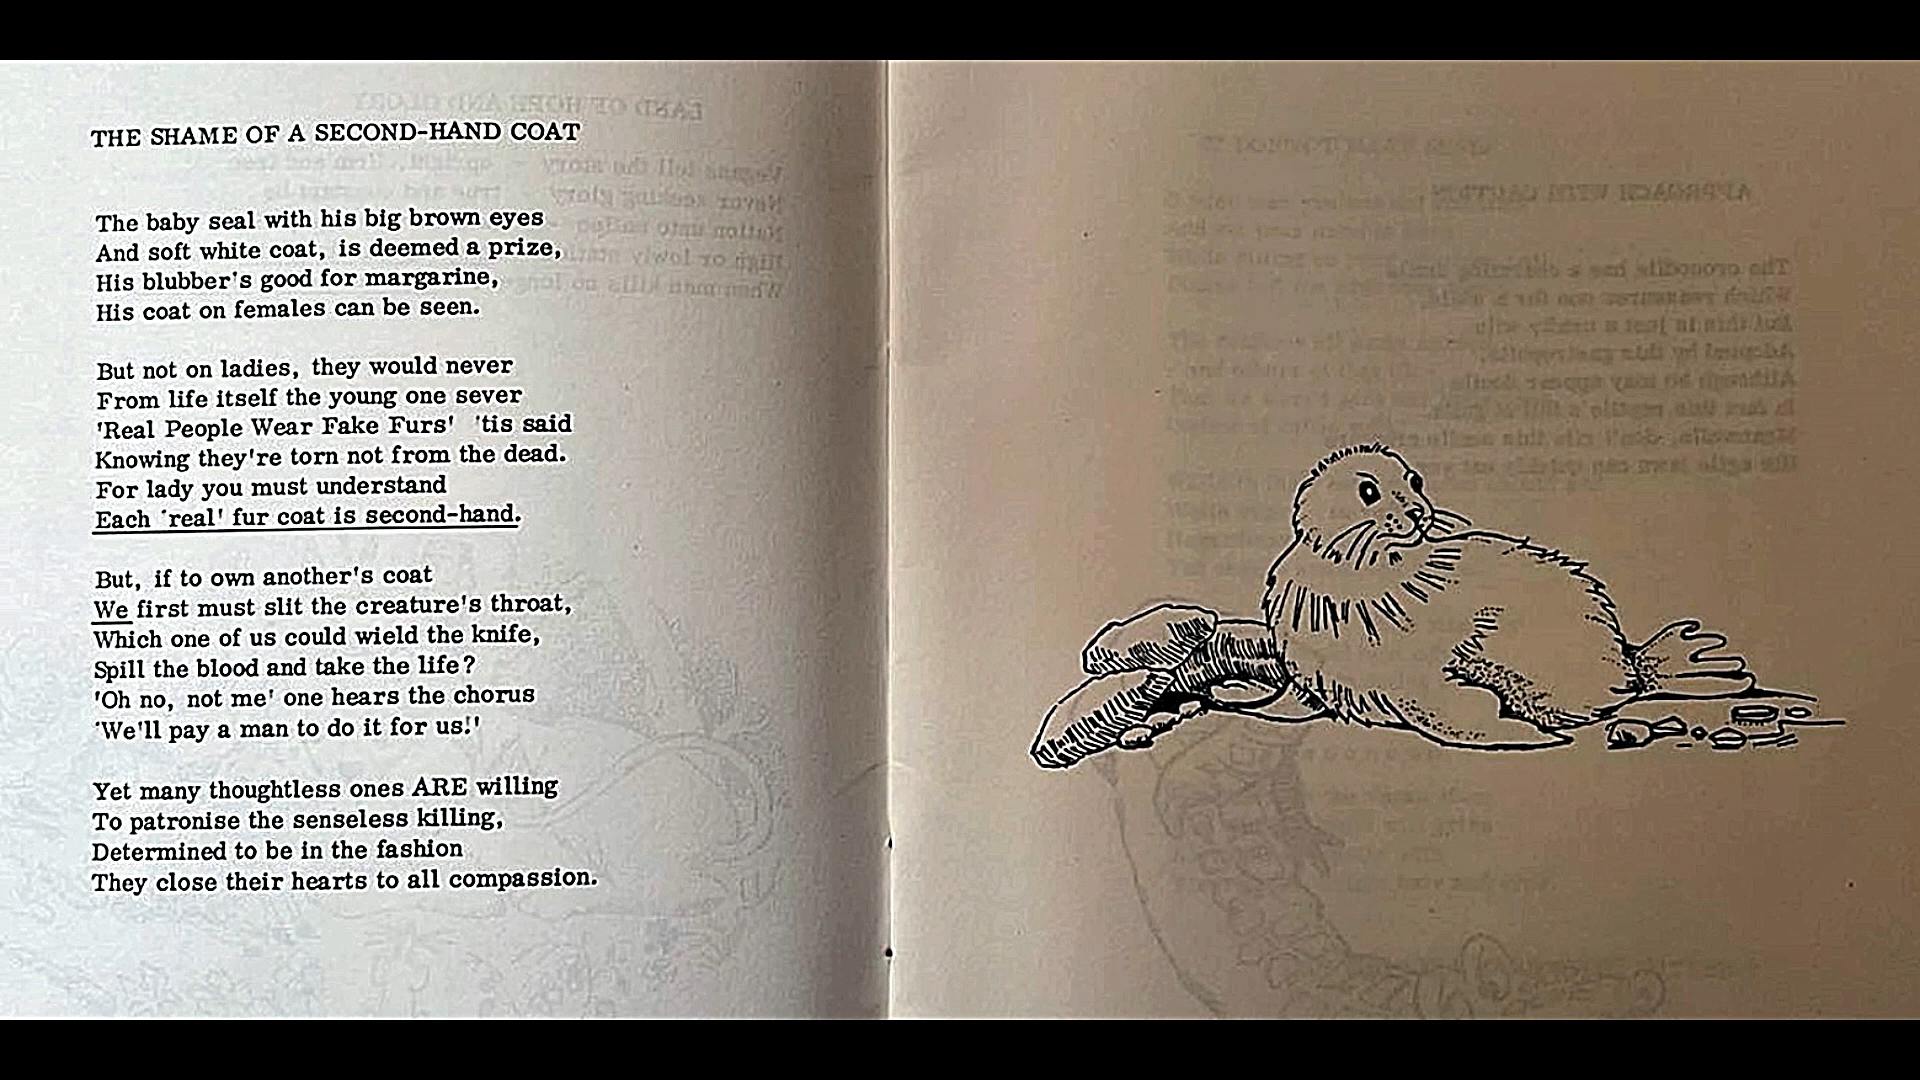 THE SHAME OF A SECOND-HAND COAT
The baby seal with his big brown eyes
And soft white coat, is deemed a prize,
His blubber's good for margarine,
His coat on females can be seen.
But not on ladies, they would never
From life itself the young one sever
'Real People Wear Fake Furs' 'tis said
Knowing they're torn not from the dead.
For lady you must understand
Each 'real' fur coat is second-hand.
But, if to own another's coat
We first must slit the creature's throat,
Which one of us could wield the knife,
Spill the blood and take the life?
'Oh no, not me' one hears the chorus
'We'll pay a man to do it for us!'
Yet many thoughtless ones ARE willing
To patronise the senseless killing,
Determined to be in the fashion
They close their hearts to all compassion.